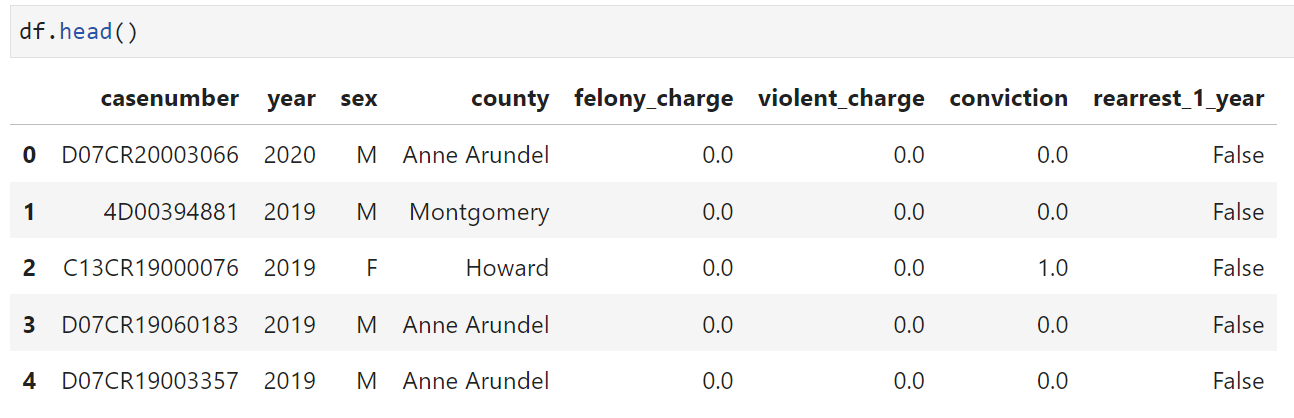 df.head()
casenumber year sex county felony_charge violent_charge conviction rearrest_1_year
0 D07CR20003066 2020 M Anne Arundel 0.0 0.0 0.0 False
1 4D00394881 2019 M Montgomery 0.0 0.0 0.0 False
2 C13CR19000076 2019 F Howard 0.0 0.0 1.0 False
3 D07CR19060183 2019 M Anne Arundel 0.0 0.0 0.0 False
4 D07CR19003357 2019 M Anne Arundel 0.0 0.0 0.0 False